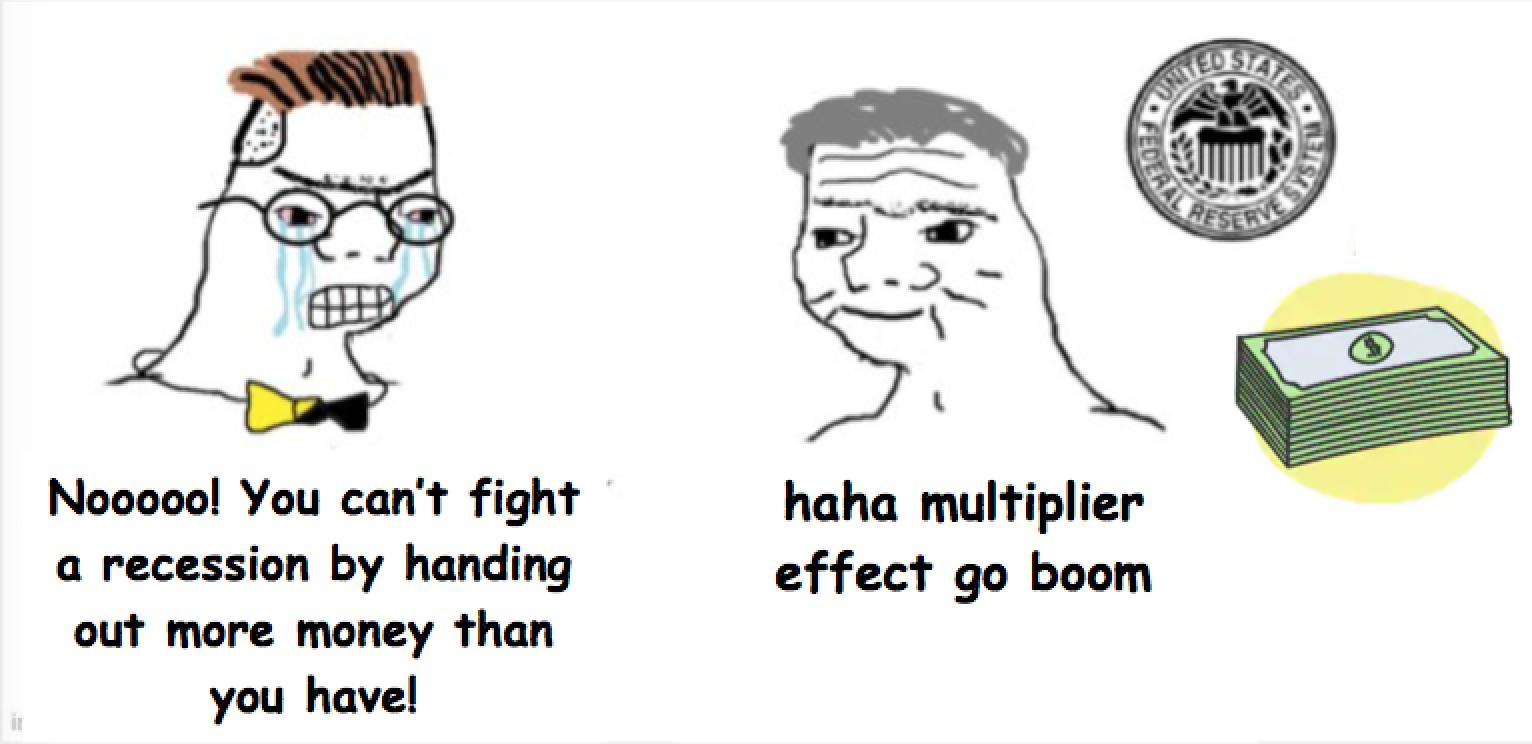 Nooooo! You can't fight
a recession by handing
out more money than
you have!
haha multiplier
effect go boom
UNITED STATES
FEDERAL RESERVE SYSTEM
$